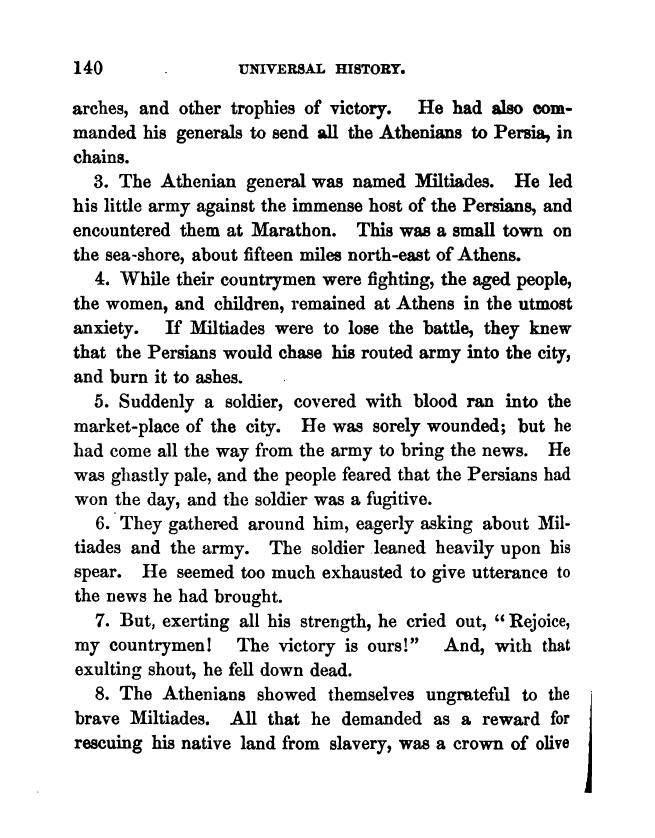 140 UNIVERSAL HISTORY.
arches, and other trophies of victory. He had also com-
manded his generals to send all the Athenians to Persia, in
chains.
3. The Athenian general was named Miltiades. He led
his little army against the immense host of the Persians, and
encountered them at Marathon. This was a small town on
the sea-shore, about fifteen miles north-east of Athens.
4. While their countrymen were fighting, the aged people,
the women, and children, remained at Athens in the utmost
anxiety. If Miltiades were to lose the battle, they knew
that the Persians would chase his routed army into the city,
and burn it to ashes.
5. Suddenly a soldier, covered with blood ran into the
market-place of the city. He was sorely wounded; but he
had come all the way from the army to bring the news. He
was ghastly pale, and the people feared that the Persians had
won the day, and the soldier was a fugitive.
6. They gathered around him, eagerly asking about Mil-
tiades and the army. The soldier leaned heavily upon his
spear. He seemed too much exhausted to give utterance to
the news he had brought.
7. But, exerting all his strength, he cried out, "Rejoice,
my countrymen! The victory is ours!" And, with that
exulting shout, he fell down dead.
8. The Athenians showed themselves ungrateful to the
brave Miltiades. All that he demanded as a reward for
rescuing his native land from slavery, was a crown of olive